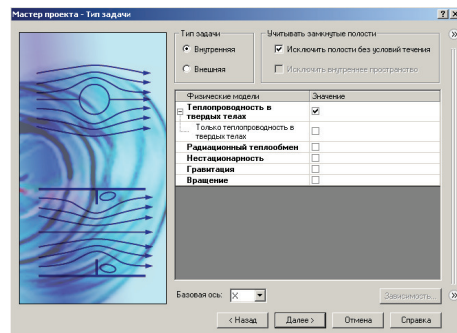 Мастер проекта - Тип задачи
Тип задачи
Внутренняя
Внешняя
Учитывать замкнутые полости
Исключить полости без условий течения
Исключить внутреннее пространство
Физические модели Значение
Теплопроводность в
твердых телах
Только теплопроводность в
твердых телах
Радиационный теплообмен
Нестационарность
Гравитация
Вращение
Базовая ось: X
Зависимость...
< Назад Далее > Отмена Справка